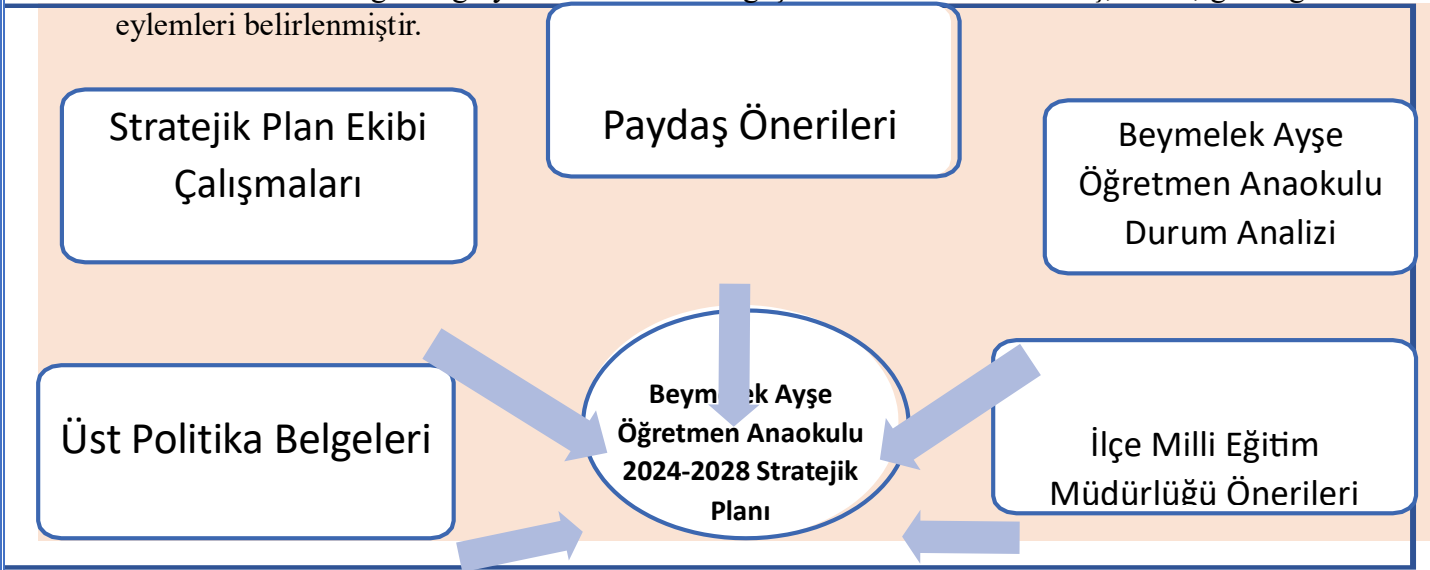 eylemleri belirlenmiştir.
Stratejik Plan Ekibi
Çalışmaları
Paydaş Önerileri
Beymelek Ayşe
Öğretmen Anaokulu
Durum Analizi
Üst Politika Belgeleri
Beymelek Ayşe
Öğretmen Anaokulu
2024-2028 Stratejik
Planı
İlçe Milli Eğitim
Müdürlüğü Önerileri